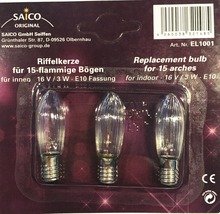 SAICO
ORIGINAL
SAICO GmbH Seiffen
Grünthaler Str. 87, D-09526 Olbernhau
www.saico-group.de
Art. Nr. EL1001
Riffelkerze
für 15-flammige Bögen
für innen 16 V / 3 W - E10 Fassung
Replacement bulb
for 15 arches
for indoor - 16 V / 3 W - E10